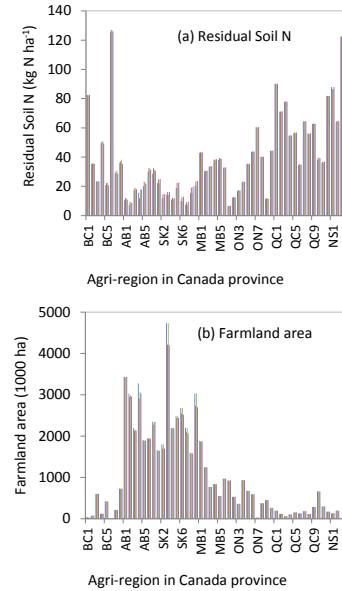 (a) Residual Soil N
Residual Soil N (kg N ha⁻¹)
140
120
100
80
60
40
20
0
BC1 BC5 AB1 AB5 SK2 SK6 MB1 MB5 ON3 ON7 QC1 QC5 QC9 NS1
Agri-region in Canada province
(b) Farmland area
Farmland area (1000 ha)
5000
4000
3000
2000
1000
0
BC1 BC5 AB1 AB5 SK2 SK6 MB1 MB5 ON3 ON7 QC1 QC5 QC9 NS1
Agri-region in Canada province